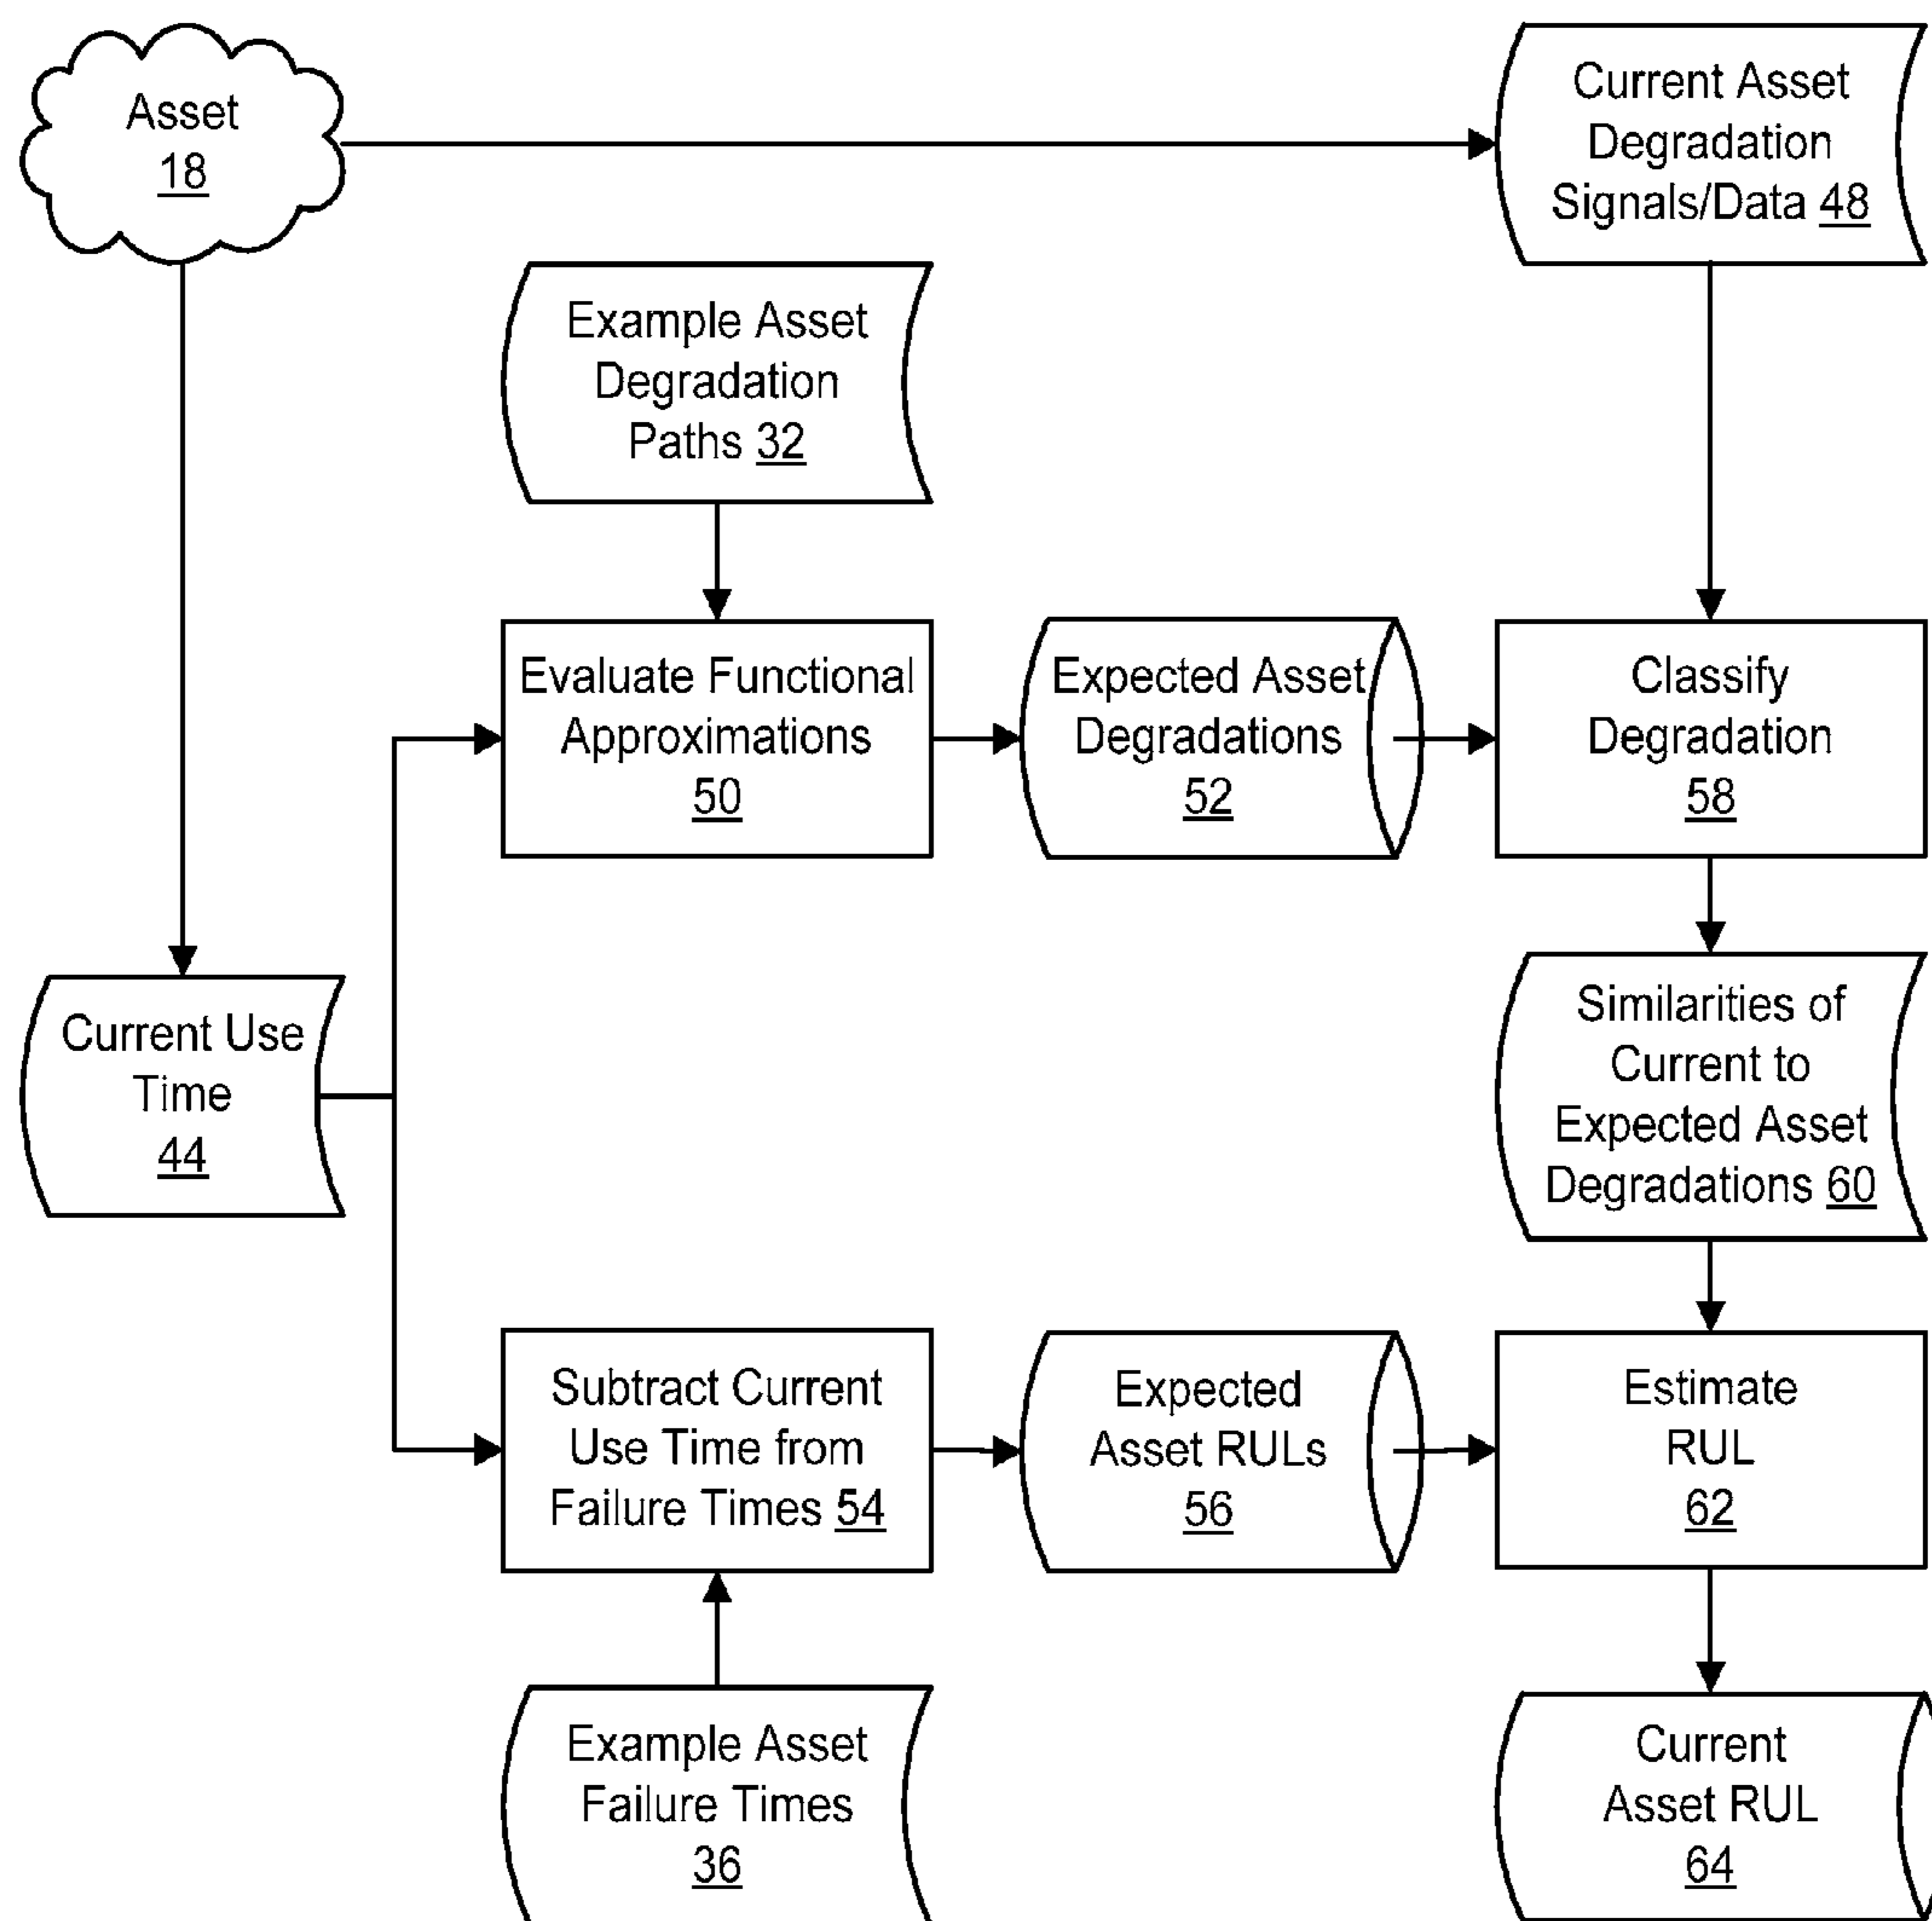 Asset
18
Current Asset
Degradation
Signals/Data 48
Example Asset
Degradation
Paths 32
Evaluate Functional
Approximations
50
Expected Asset
Degradations
52
Classify
Degradation
58
Current Use
Time
44
Similarities of
Current to
Expected Asset
Degradations 60
Subtract Current
Use Time from
Failure Times 54
Expected
Asset RULs
56
Estimate
RUL
62
Example Asset
Failure Times
36
Current
Asset RUL
64